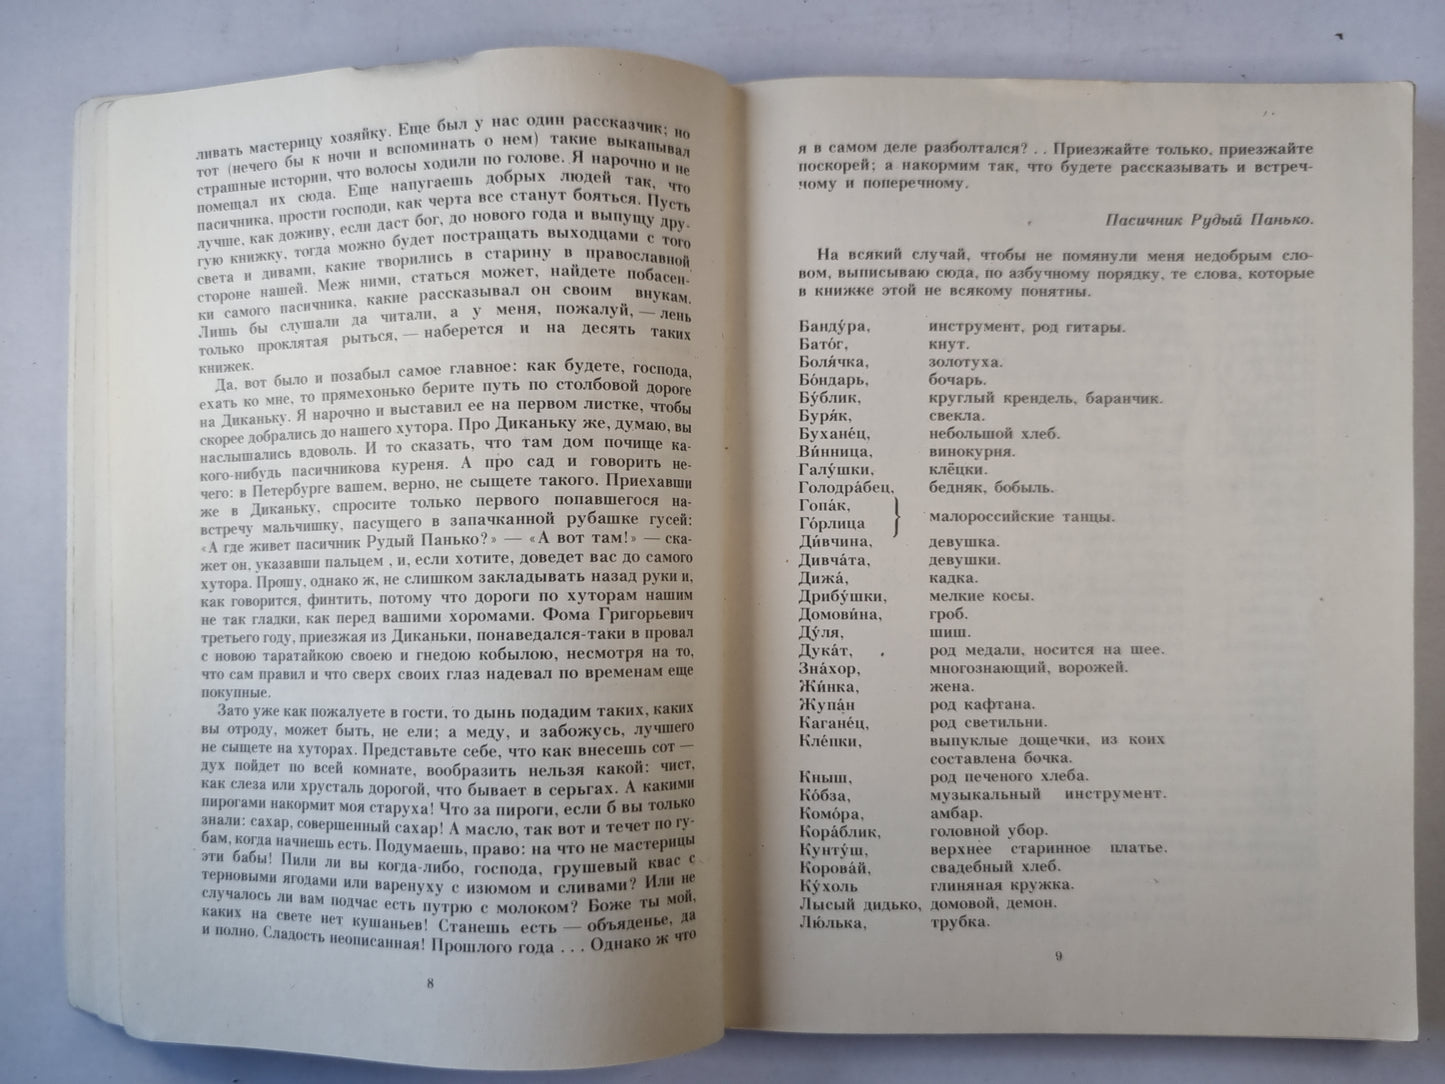 ливать мастерицу хозяйку. Еще был у нас один рассказчик; но
тот (нечего бы к ночи и вспоминать о нем) такие выкапывал
страшные истории, что волосы ходили по голове. Я нарочно и не
помещал их сюда. Еще напугаешь добрых людей так, что
пасичника, прости господи, как черта все станут бояться. Пусть
лучше, как доживу, если даст бог, до нового года и выпущу дру-
гую книжку, тогда можно будет постращать выходцами с того
света и дивами, какие творились в старину в православной
стороне нашей. Меж ними, статься может, найдете побасен-
ки самого пасичника, какие рассказывал он своим внукам.
Лишь бы слушали да читали, а у меня, пожалуй, — лень
только проклятая рыться, — наберется и на десять таких
книжек.
Да, вот было и позабыл самое главное: как будете, господа,
ехать ко мне, то прямехонько берите путь по столбовой дороге
на Диканьку. Я нарочно и выставил ее на первом листке, чтобы
скорее добрались до нашего хутора. Про Диканьку же, думаю, вы
наслышались вдоволь. И то сказать, что там дом почище ка-
кого-нибудь пасичникова куреня. А про сад и говорить не-
чего: в Петербурге вашем, верно, не сыщете такого. Приехавши
же в Диканьку, спросите только первого попавшегося на-
встречу мальчишку, пасущего в запачканной рубашке гусей:
«А где живет пасичник Рудый Панько?» — «А вот там!» — ска-
жет он, указавши пальцем , и, если хотите, доведет вас до самого
хутора. Прошу, однако ж, не слишком закладывать назад руки и,
как говорится, финтить, потому что дороги по хуторам нашим
не так гладки, как перед вашими хоромами. Фома Григорьевич
третьего году, приезжая из Диканьки, понаведался-таки в провал
с новою таратайкою своею и гнедою кобылою, несмотря на то,
что сам правил и что сверх своих глаз надевал по временам еще
покупные.
Зато уже как пожалуете в гости, то дынь подадим таких, каких
вы отроду, может быть, не ели; а меду, и забожусь, лучшего
не сыщете на хуторах. Представьте себе, что как внесешь сот —
дух пойдет по всей комнате, вообразить нельзя какой: чист,
как слеза или хрусталь дорогой, что бывает в серьгах. А какими
пирогами накормит моя старуха! Что за пироги, если б вы только
знали: сахар, совершенный сахар! А масло, так вот и течет по гу-
бам, когда начнешь есть. Подумаешь, право: на что не мастерицы
эти бабы! Пили ли вы когда-либо, господа, грушевый квас с
терновыми ягодами или варенуху с изюмом и сливами? Или не
случалось ли вам подчас есть путрю с молоком? Боже ты мой,
каких на свете нет кушаньев! Станешь есть — объяденье, да
и полно. Сладость неописанная! Прошлого года . . . Однако ж что
8
я в самом деле разболтался? . . Приезжайте только, приезжайте
поскорей; а накормим так, что будете рассказывать и встреч-
чному и поперечному.
Пасичник Рудый Панько.
На всякий случай, чтобы не помянули меня недобрым сло-
вом, выписываю сюда, по азбучному порядку, те слова, которые
в книжке этой не всякому понятны.
Банду́ра, инструмент, род гитары.
Бато́г, кнут.
Боля́чка, золотуха.
Бо́ндарь, бочарь.
Бу́блик, круглый крендель, баранчик.
Буря́к, свекла.
Бухане́ц, небольшой хлеб.
Ви́нница, винокурня.
Галу́шки, клёцки.
Голодра́бец, бедняк, бобыль.
Гопа́к,
Го́рлица } малороссийские танцы.
Ди́вчина, девушка.
Дивча́та, девушки.
Дижа́, кадка.
Дрибу́шки, мелкие косы.
Домови́на, гроб.
Ду́ля, шиш.
Дука́т, род медали, носится на шее.
Зна́хор, многознающий, ворожей.
Жи́нка, жена.
Жупа́н род кафтана.
Кагане́ц, род светильни.
Кле́пки, выпуклые дощечки, из коих
составлена бочка.
Кныш, род печеного хлеба.
Ко́бза, музыкальный инструмент.
Комо́ра, амбар.
Кора́блик, головной убор.
Кунту́ш, верхнее старинное платье.
Корова́й, свадебный хлеб.
Ку́холь глиняная кружка.
Лысый дидько, домовой, демон.
Лю́лька, трубка.
9